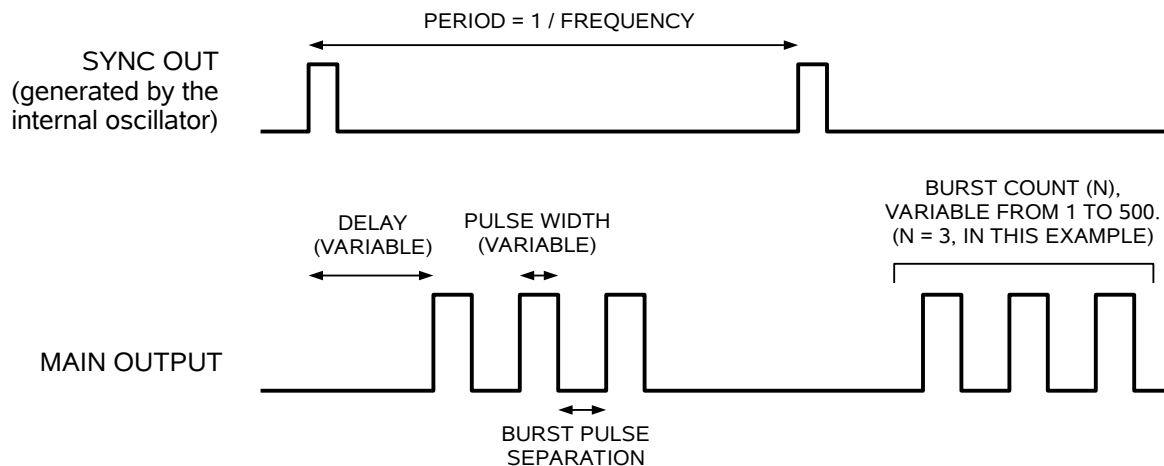 PERIOD = 1 / FREQUENCY
SYNC OUT
(generated by the
internal oscillator)
BURST COUNT (N),
VARIABLE FROM 1 TO 500.
(N = 3, IN THIS EXAMPLE)
DELAY
(VARIABLE)
PULSE WIDTH
(VARIABLE)
MAIN OUTPUT
BURST PULSE
SEPARATION